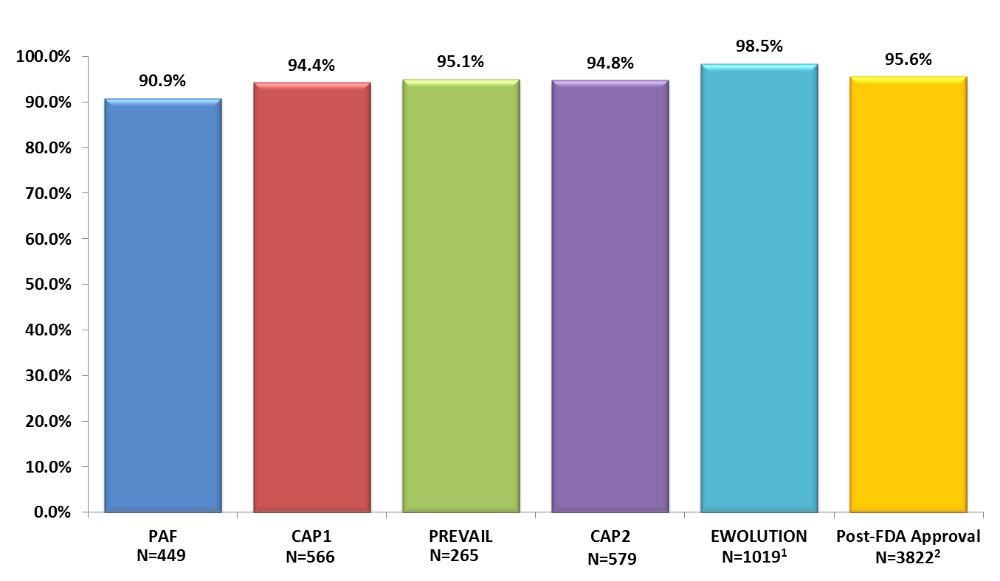 100.0%
90.0%
80.0%
70.0%
60.0%
50.0%
40.0%
30.0%
20.0%
10.0%
0.0%
90.9%
94.4%
95.1%
94.8%
98.5%
95.6%
PAF
N=449
CAP1
N=566
PREVAIL
N=265
CAP2
N=579
EWOLUTION
N=1019¹
Post-FDA Approval
N=3822²